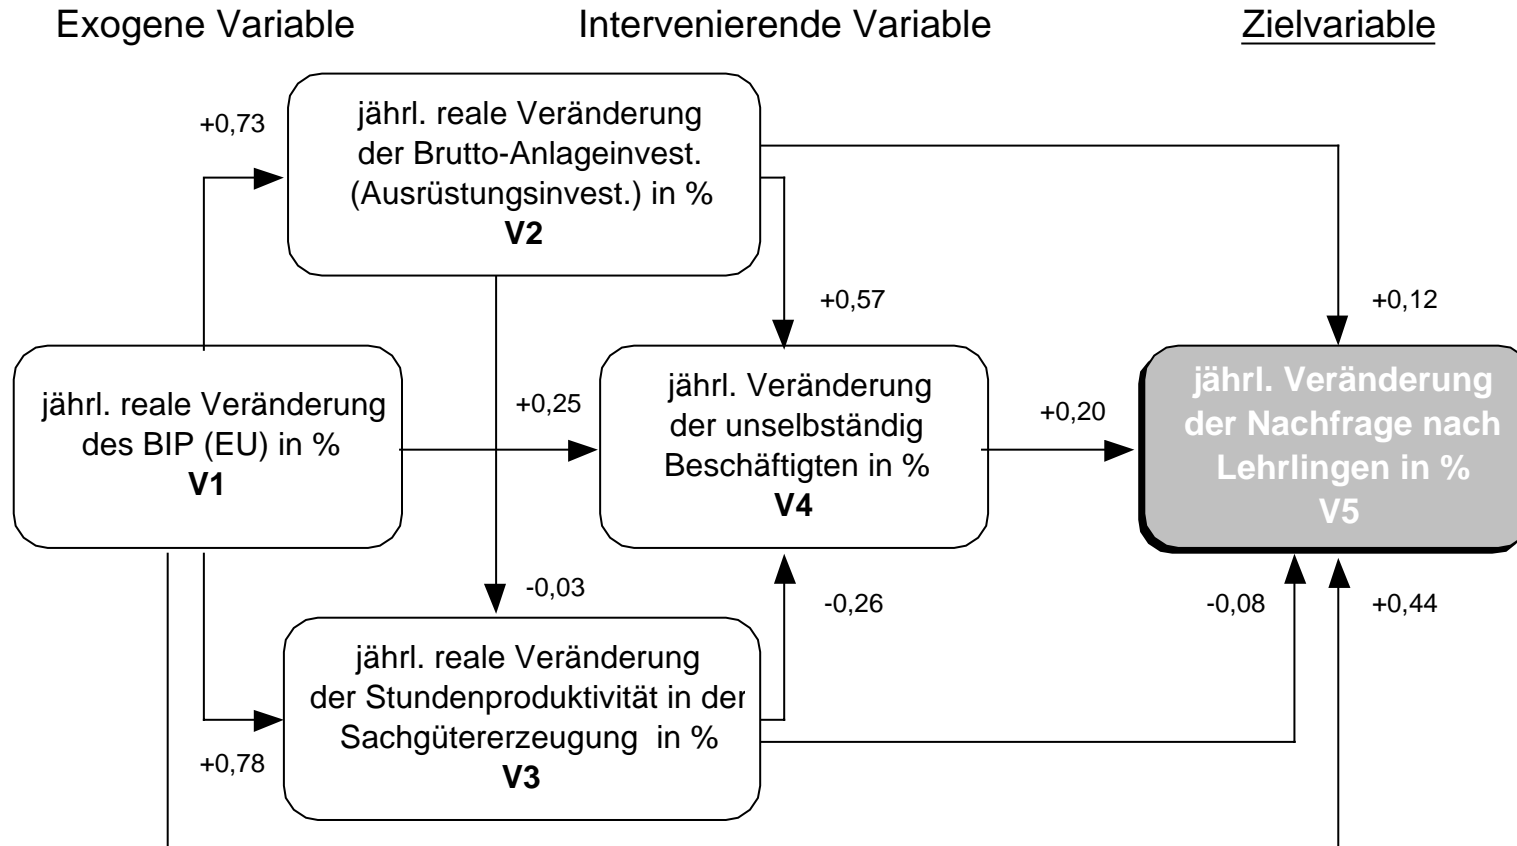 Exogene Variable
Intervenierende Variable
Zielvariable
+0,73
jährl. reale Veränderung
der Brutto-Anlageinvest.
(Ausrüstungsinvest.) in %
V2
+0,57
+0,12
jährl. reale Veränderung
des BIP (EU) in %
V1
+0,25
jährl. Veränderung
der unselbständig
Beschäftigten in %
V4
+0,20
jährl. Veränderung
der Nachfrage nach
Lehrlingen in %
V5
-0,03
-0,26
-0,08
+0,44
+0,78
jährl. reale Veränderung
der Stundenproduktivität in der
Sachgütererzeugung in %
V3